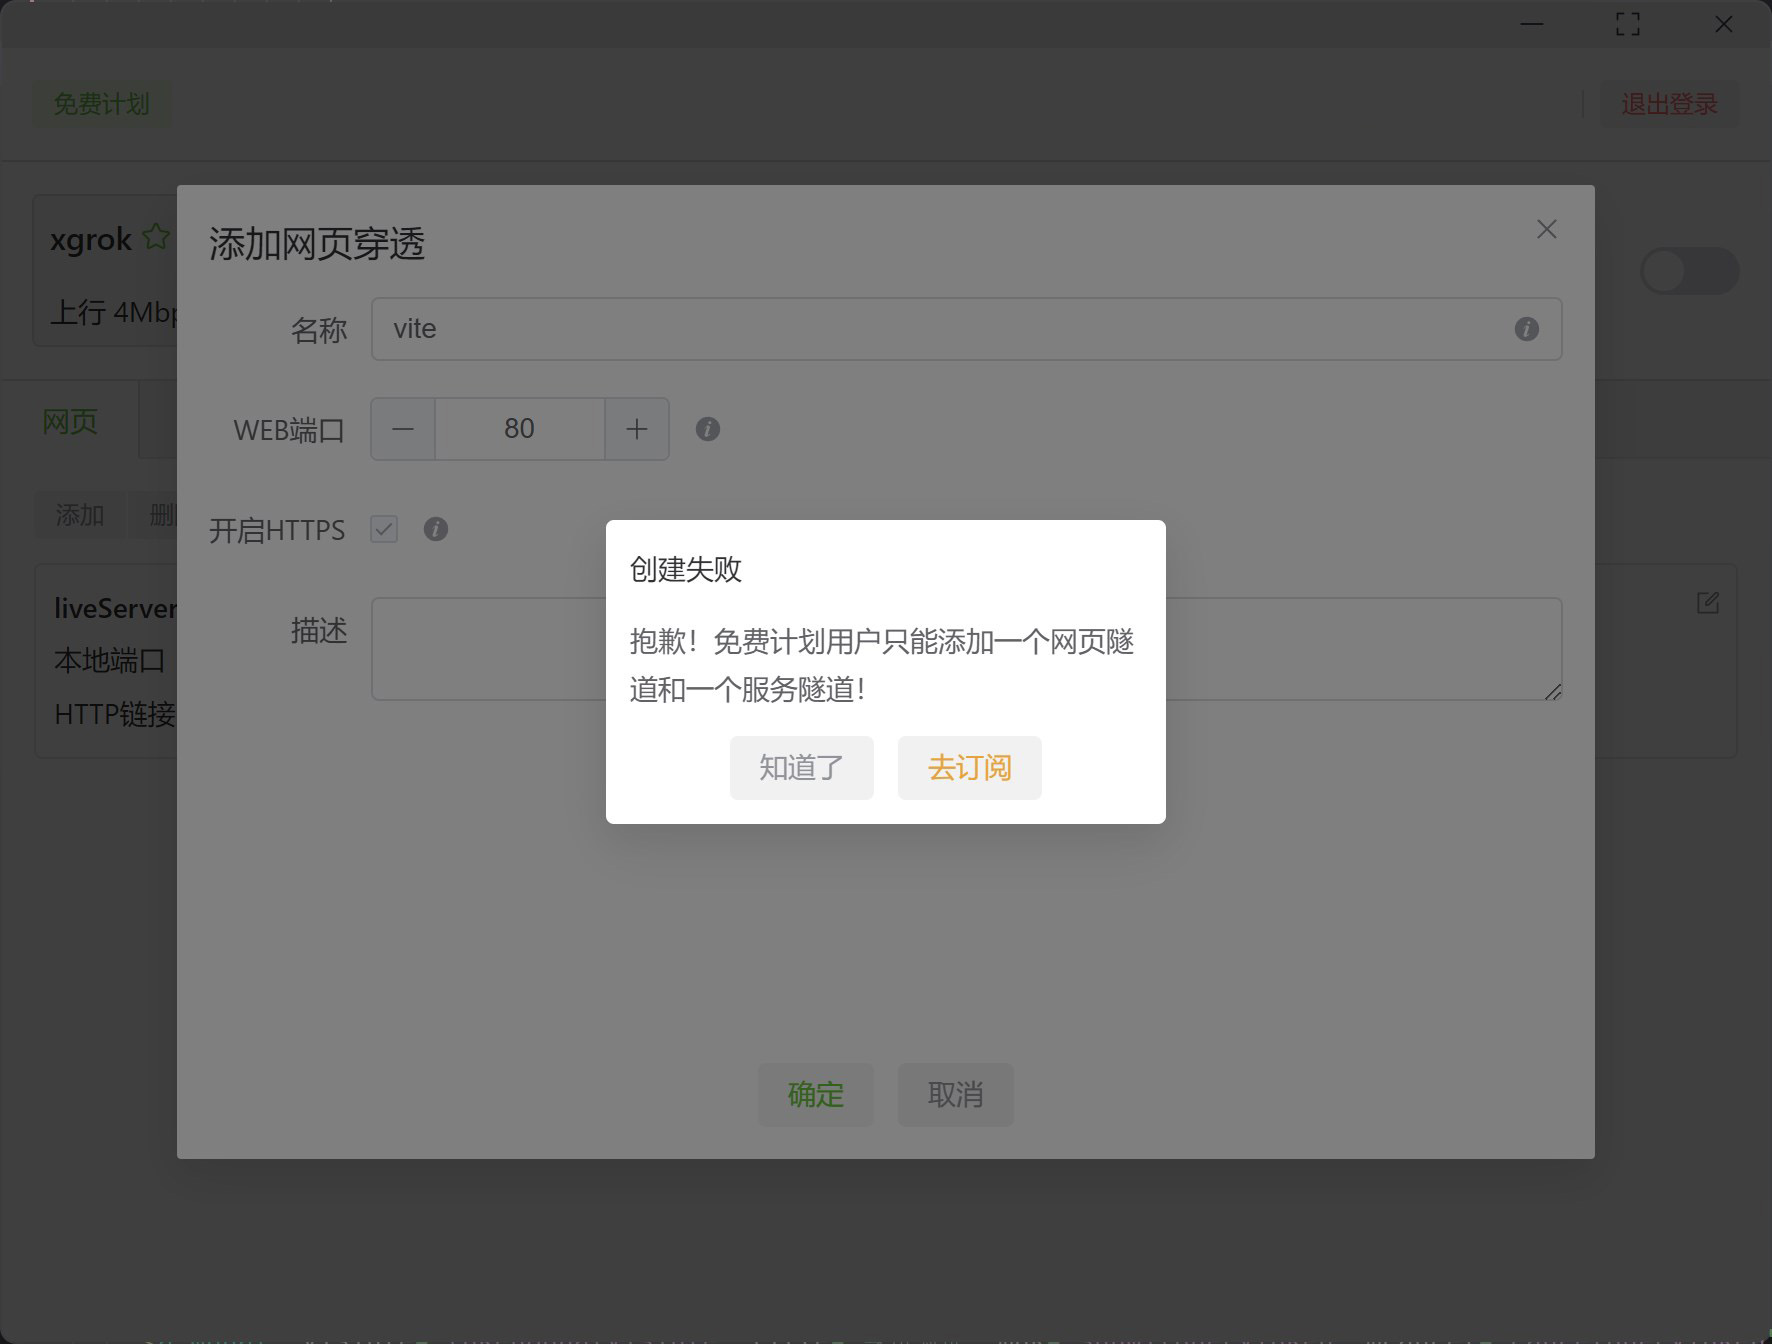 免费计划
退出登录
xgrok
上行 4Mbp
添加网页穿透
名称 vite
WEB端口 80
开启HTTPS
描述
网页
添加
liveServer
本地端口
HTTP链接
创建失败
抱歉！免费计划用户只能添加一个网页隧
道和一个服务隧道！
知道了 去订阅
确定 取消